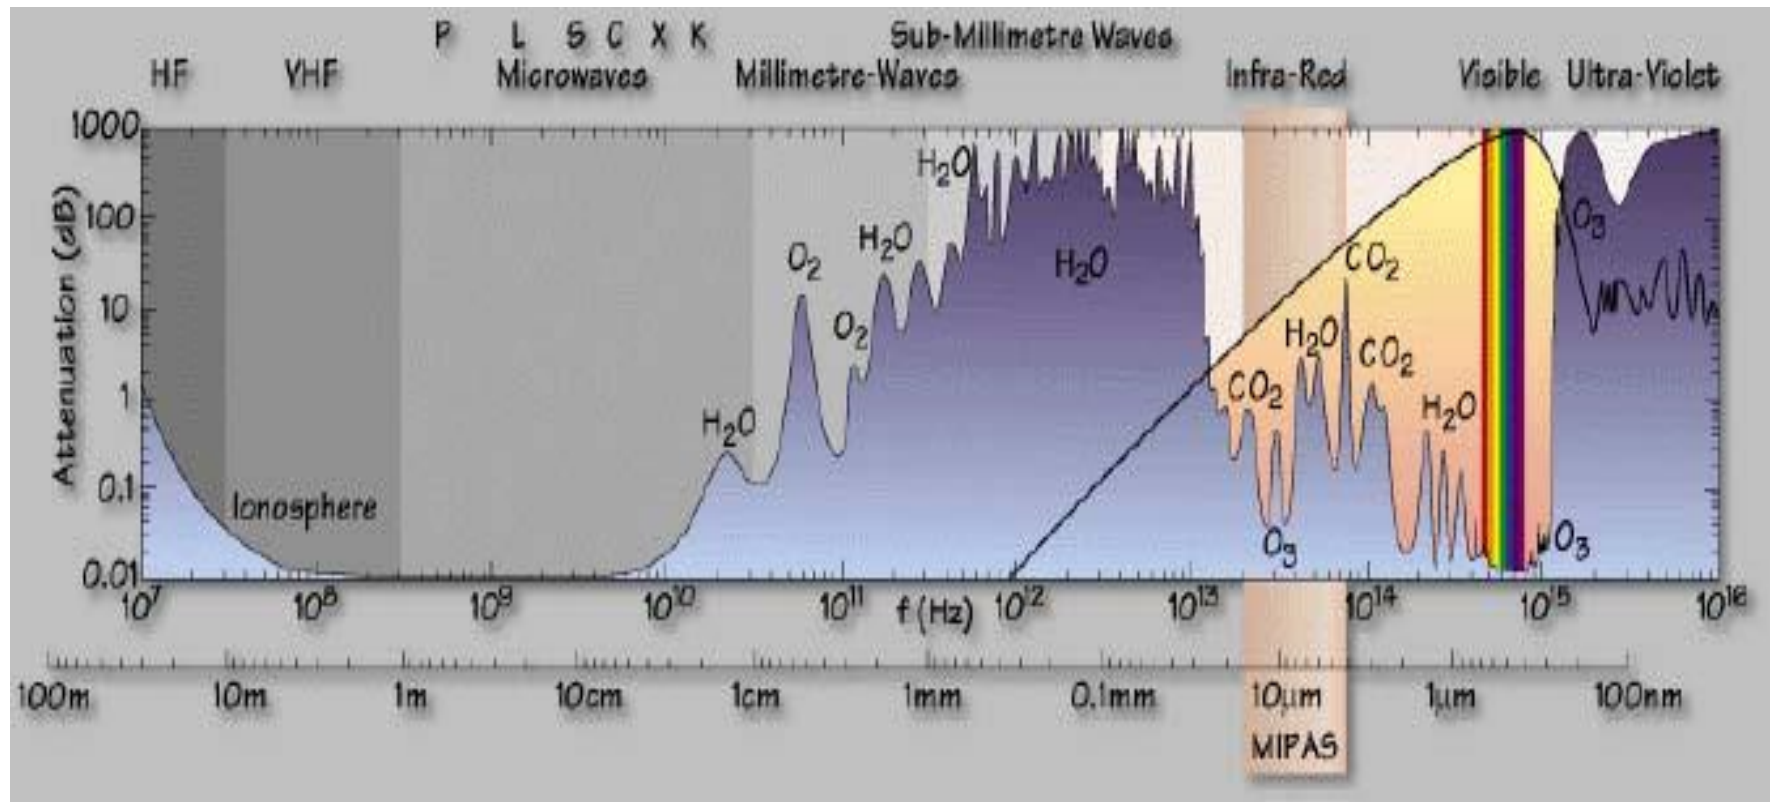 P L S C X K Sub-Millimetre Waves
HF VHF Microwaves Millimetre-Waves Infra-Red Visible Ultra-Violet
1000
H2O
100
O3
H2O
O2 CO2
H2O
10
O2 H2O
CO2
1 CO2
H2O H2O
0.1
Ionosphere
O3 O3
0.01
Attenuation (dB)
10^7 10^8 10^9 10^10 10^11 f (Hz) 10^12 10^13 10^14 10^15 10^16
100m 10m 1m 10cm 1cm 1mm 0.1mm 10µm 1µm 100nm
MIPAS